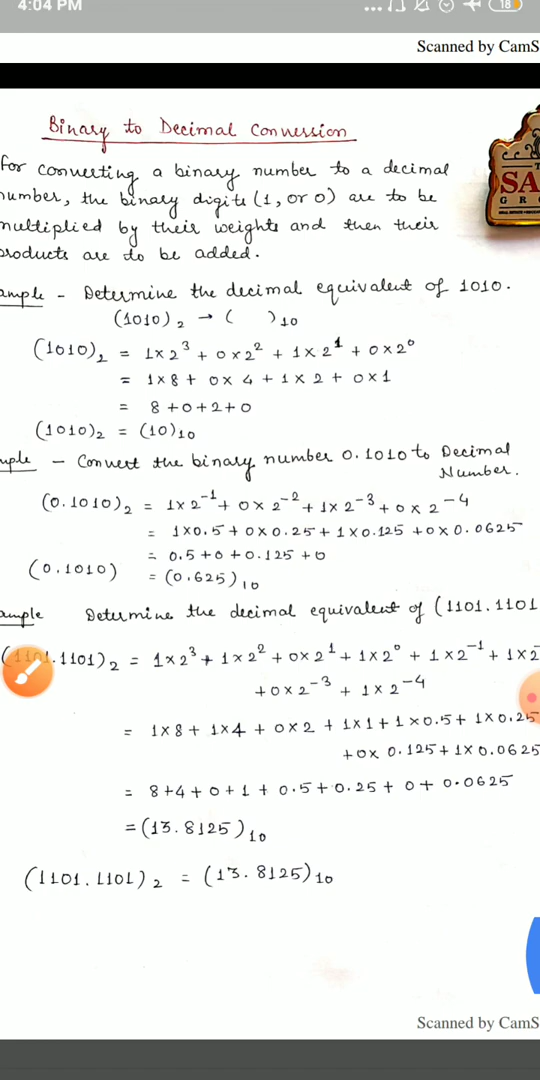 4:04 PM
18
Scanned by CamS
Binary to Decimal Conversion
SA
G R
For converting a binary number to a decimal
number, the binary digits (1, or 0) are to be
multiplied by their weights and then their
products are to be added.
ample - Determine the decimal equivalent of 1010.
(1010)₂ → ( )₁₀
(1010)₂ = 1×2³ + 0×2² + 1×2¹ + 0×2⁰
= 1×8 + 0×4 + 1×2 + 0×1
= 8+0+2+0
(1010)₂ = (10)₁₀
mple - Convert the binary number 0.1010 to Decimal
Number.
(0.1010)₂ = 1×2⁻¹ + 0×2⁻² + 1×2⁻³ + 0×2⁻⁴
= 1×0.5 + 0×0.25 + 1×0.125 + 0×0.0625
= 0.5+0+0.125+0
(0.1010) = (0.625)₁₀
ample Determine the decimal equivalent of (1101.1101
(1101.1101)₂ = 1×2³ + 1×2² + 0×2¹ + 1×2⁰ + 1×2⁻¹ + 1×2⁻
+0×2⁻³ + 1×2⁻⁴
= 1×8 + 1×4 + 0×2 + 1×1 + 1×0.5 + 1×0.25
+0× 0.125+1×0.0625
= 8+4+0+1+0.5+0.25+0+0.0625
= (13.8125)₁₀
(1101.1101)₂ = (13.8125)₁₀
Scanned by CamS